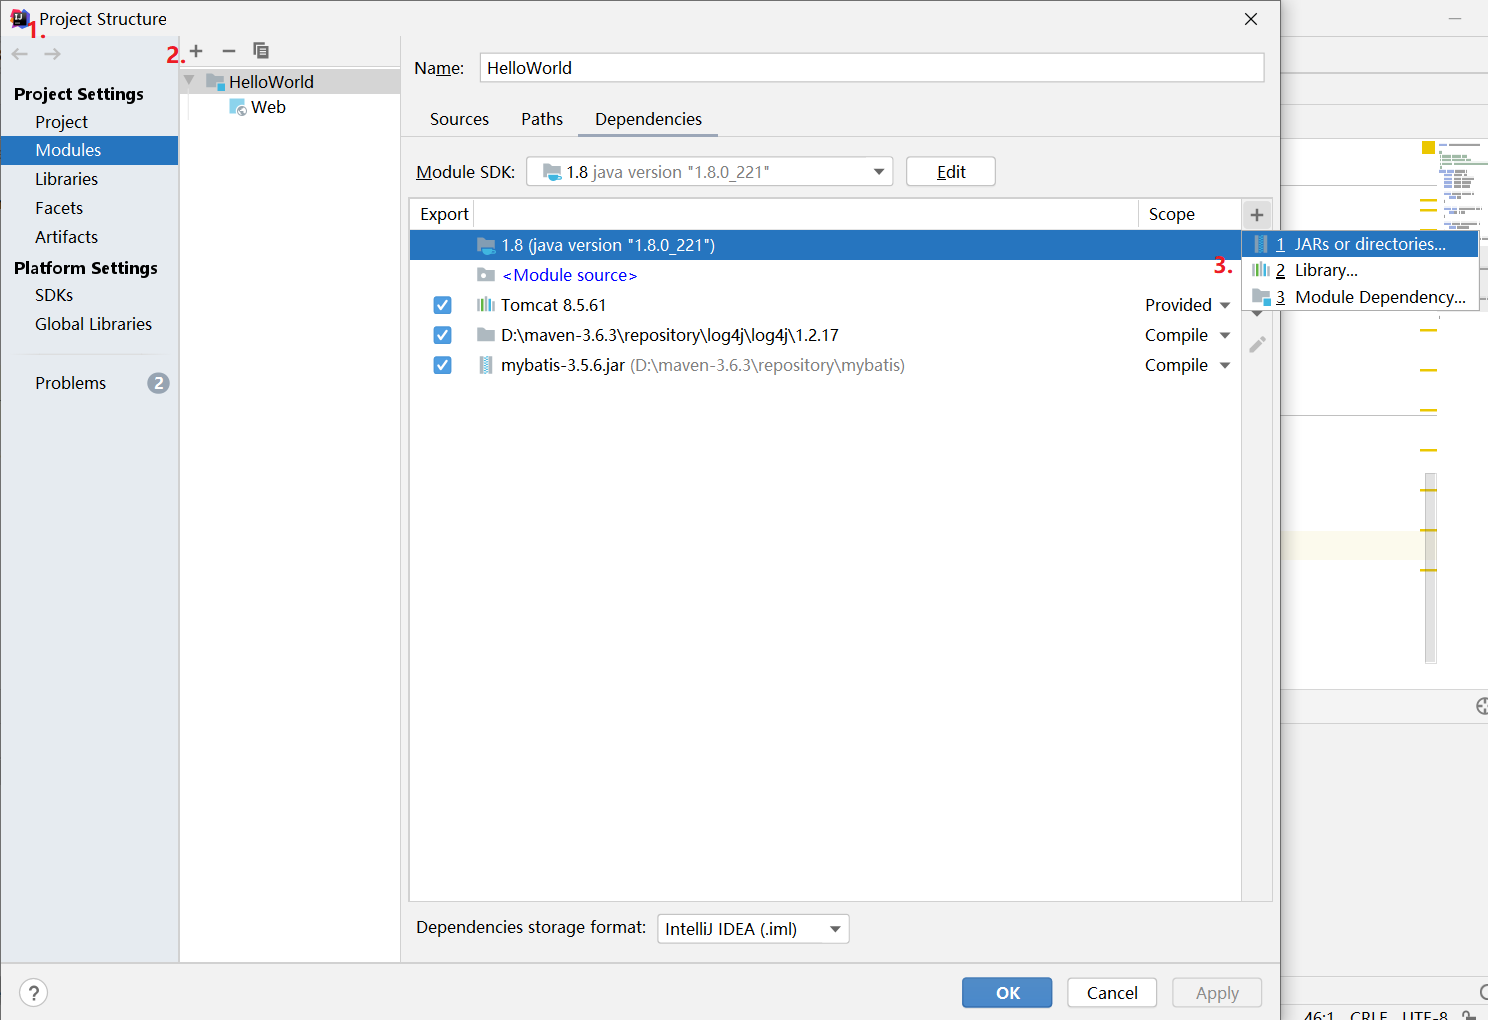 Project Structure
1.
2.
Project Settings
Project
Modules
Libraries
Facets
Artifacts
Platform Settings
SDKs
Global Libraries
Problems 2
HelloWorld
Web
Name: HelloWorld
Sources Paths Dependencies
Module SDK: 1.8 java version "1.8.0_221" Edit
Export Scope
1.8 (java version "1.8.0_221")
<Module source>
Tomcat 8.5.61 Provided
D:\maven-3.6.3\repository\log4j\log4j\1.2.17 Compile
mybatis-3.5.6.jar (D:\maven-3.6.3\repository\mybatis) Compile
3.
1 JARs or directories...
2 Library...
3 Module Dependency...
Dependencies storage format: IntelliJ IDEA (.iml)
? OK Cancel Apply
46:1 CRLF UTF-8